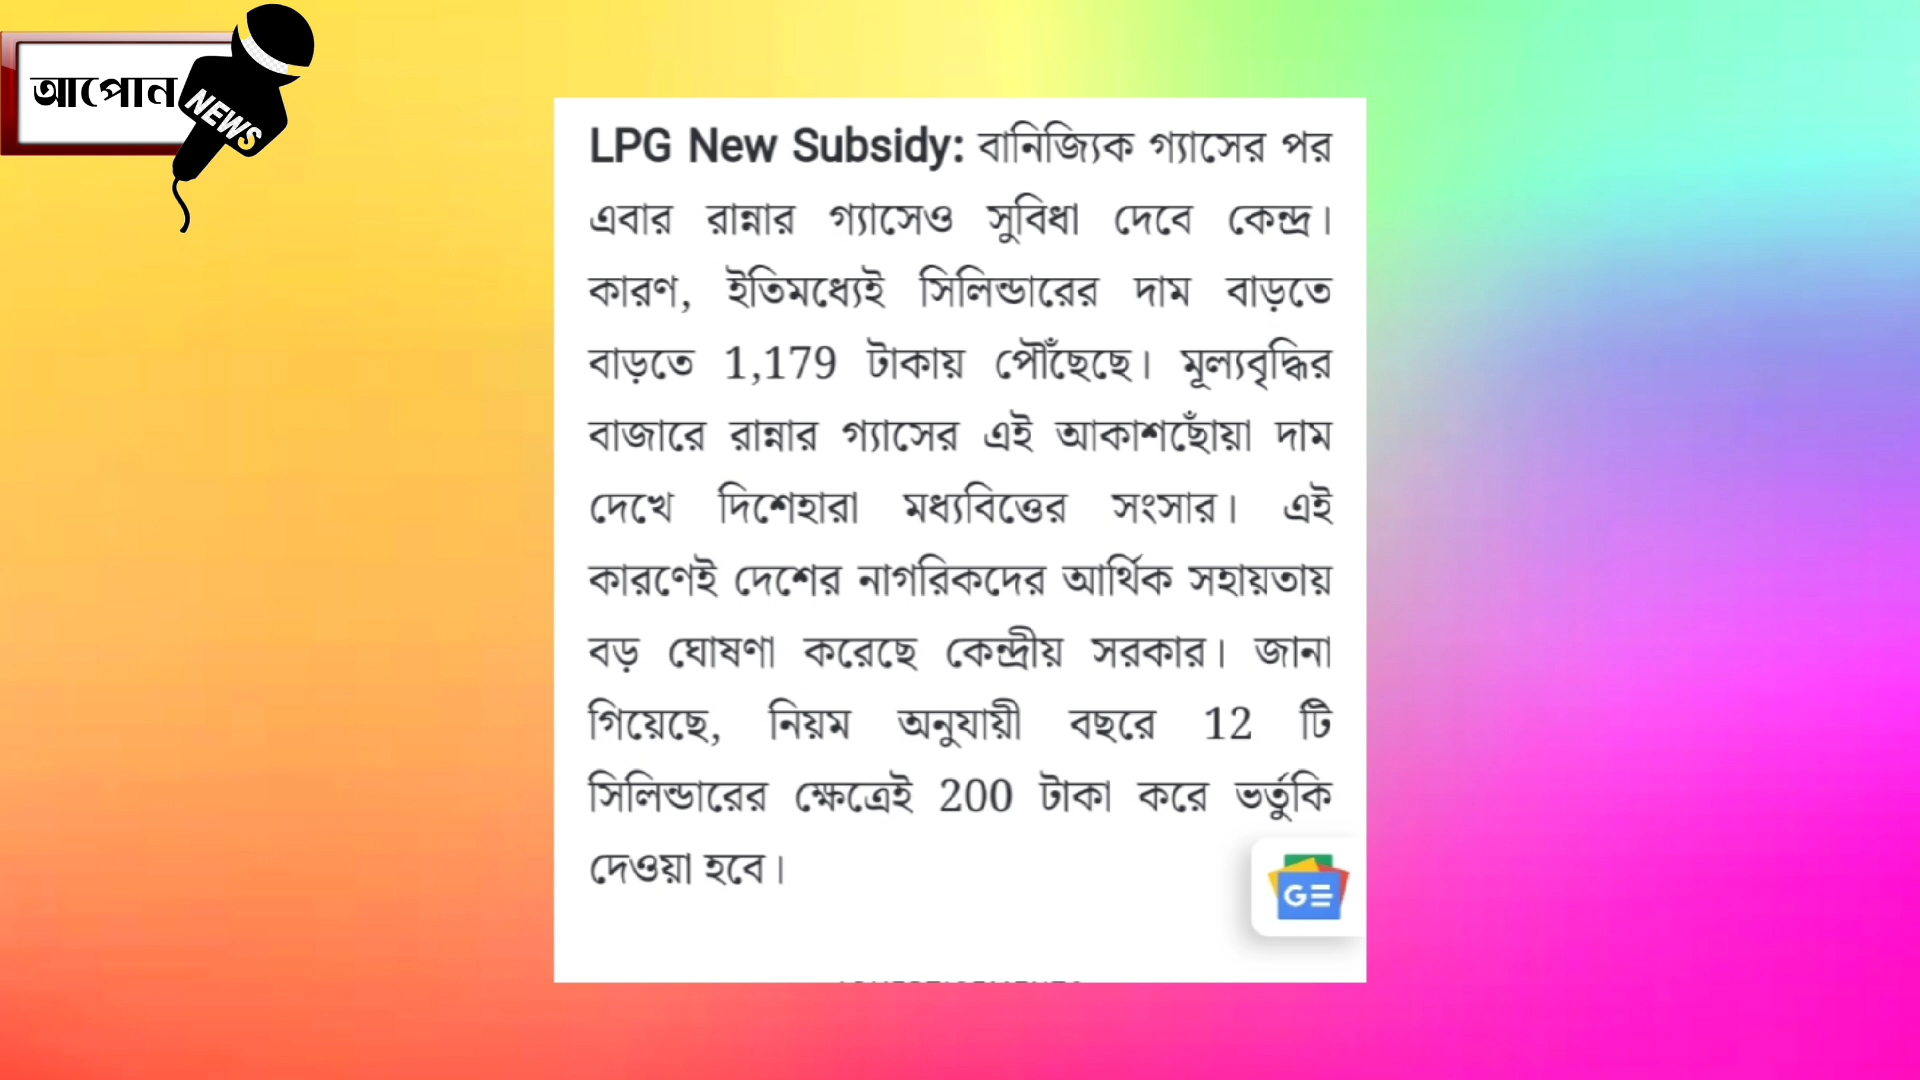 আপোন
NEWS
LPG New Subsidy: বানিজ্যিক গ্যাসের পর
এবার রান্নার গ্যাসেও সুবিধা দেবে কেন্দ্র।
কারণ, ইতিমধ্যেই সিলিন্ডারের দাম বাড়তে
বাড়তে 1,179 টাকায় পৌঁছেছে। মূল্যবৃদ্ধির
বাজারে রান্নার গ্যাসের এই আকাশছোঁয়া দাম
দেখে দিশেহারা মধ্যবিত্তের সংসার। এই
কারণেই দেশের নাগরিকদের আর্থিক সহায়তায়
বড় ঘোষণা করেছে কেন্দ্রীয় সরকার। জানা
গিয়েছে, নিয়ম অনুযায়ী বছরে 12 টি
সিলিন্ডারের ক্ষেত্রেই 200 টাকা করে ভর্তুকি
দেওয়া হবে।
G